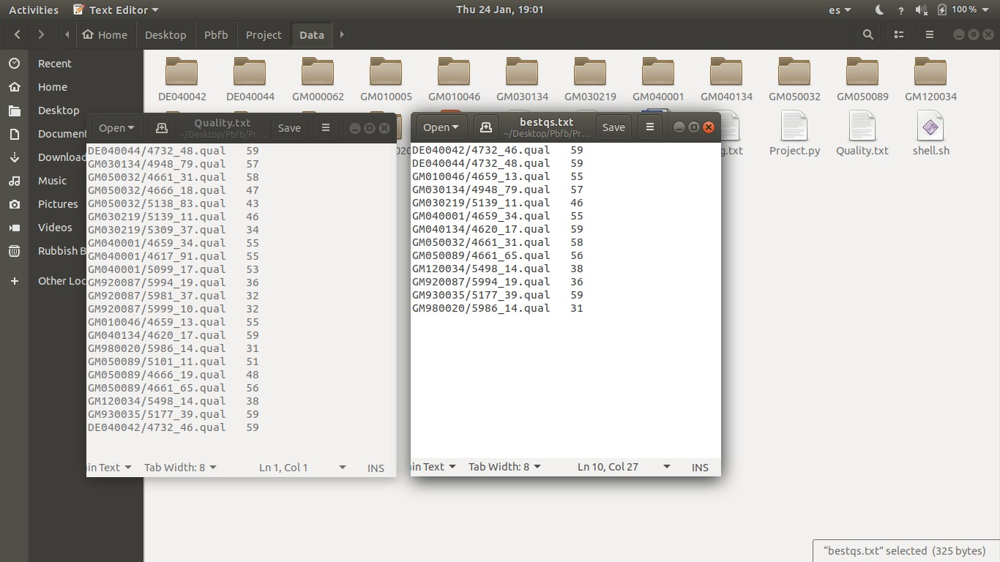 Activities Text Editor Thu 24 Jan, 19:01 es ? 100 %
Home Desktop Pbfb Project Data
Recent
Home
Desktop
Document
Download
Music
Pictures
Videos
Rubbish B
Other Loc
DE040042 DE040044 GM000062 GM010005 GM010046 GM030134 GM030219 GM040001 GM040134 GM050032 GM050089 GM120034
020 g.txt Project.py Quality.txt shell.sh
Open Quality.txt Save
~/Desktop/Pbfb/Pr…
DE040044/4732_48.qual 59
GM030134/4948_79.qual 57
GM050032/4661_31.qual 58
GM050032/4666_18.qual 47
GM050032/5138_83.qual 43
GM030219/5139_11.qual 46
GM030219/5309_37.qual 34
GM040001/4659_34.qual 55
GM040001/4617_91.qual 55
GM040001/5099_17.qual 53
GM920087/5994_19.qual 36
GM920087/5981_37.qual 32
GM920087/5999_10.qual 32
GM010046/4659_13.qual 55
GM040134/4620_17.qual 59
GM980020/5986_14.qual 31
GM050089/5101_11.qual 51
GM050089/4666_19.qual 48
GM050089/4661_65.qual 56
GM120034/5498_14.qual 38
GM930035/5177_39.qual 59
DE040042/4732_46.qual 59
in Text Tab Width: 8 Ln 1, Col 1 INS
Open bestqs.txt Save
~/Desktop/Pbfb/Pr…
DE040042/4732_46.qual 59
DE040044/4732_48.qual 59
GM010046/4659_13.qual 55
GM030134/4948_79.qual 57
GM030219/5139_11.qual 46
GM040001/4659_34.qual 55
GM040134/4620_17.qual 59
GM050032/4661_31.qual 58
GM050089/4661_65.qual 56
GM120034/5498_14.qual 38
GM920087/5994_19.qual 36
GM930035/5177_39.qual 59
GM980020/5986_14.qual 31
in Text Tab Width: 8 Ln 10, Col 27 INS
“bestqs.txt” selected (325 bytes)